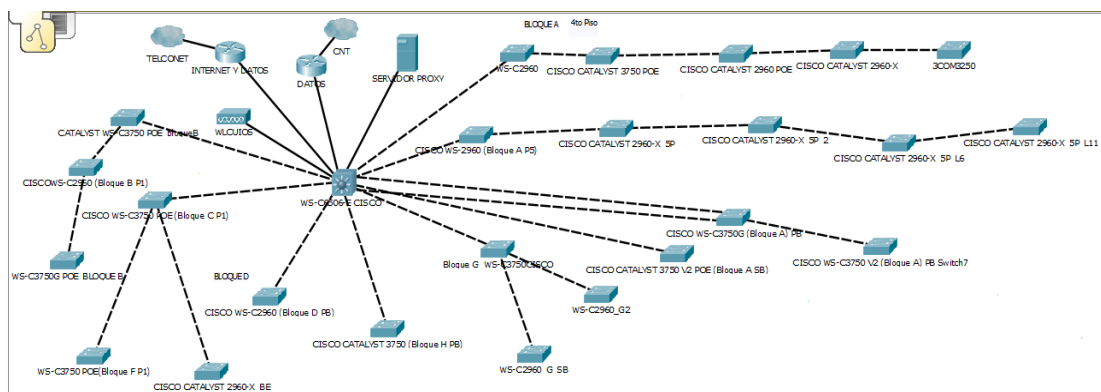 BLOQUE A 4to Piso
TELCONET
INTERNET Y DATOS
CNT
DATOS
SERVIDOR PROXY
WS-C2960
CISCO CATALYST 3750 POE
CISCO CATALYST 2960 POE
CISCO CATALYST 2960-X
3COM3250
CATALYST WS-C3750 POE BloqueB
WLCUIOS
CISCO WS-2960 (Bloque A P5)
CISCO CATALYST 2960-X 5P
CISCO CATALYST 2960-X 5P_2
CISCO CATALYST 2960-X 5P L6
CISCO CATALYST 2960-X 5P L11
CISCOWS-C2960 (Bloque B P1)
WS-C6506-E CISCO
CISCO WS-C3750 POE(Bloque C P1)
CISCO WS-C3750G (Bloque A) PB
WS-C3750G POE BLOQUE B
BLOQUE D
Bloque G WS-C3750CISCO
CISCO CATALYST 3750 V2 POE (Bloque A SB)
CISCO WS-C3750 V2 (Bloque A) PB Switch7
CISCO WS-C2960 (Bloque D PB)
WS-C2960_G2
CISCO CATALYST 3750 (Bloque H PB)
WS-C3750 POE(Bloque F P1)
WS-C2960 G SB
CISCO CATALYST 2960-X BE